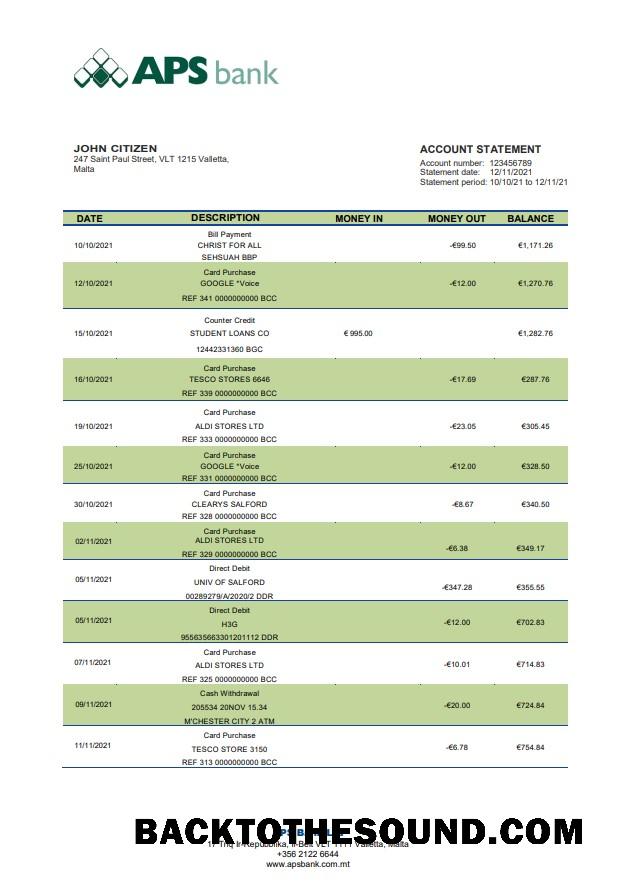 APS bank
JOHN CITIZEN
247 Saint Paul Street, VLT 1215 Valletta,
Malta
ACCOUNT STATEMENT
Account number: 123456789
Statement date: 12/11/2021
Statement period: 10/10/21 to 12/11/21
DATE DESCRIPTION MONEY IN MONEY OUT BALANCE
Bill Payment
10/10/2021 CHRIST FOR ALL -€99.50 €1,171.26
SEHSUAH BBP
Card Purchase
12/10/2021 GOOGLE *Voice -€12.00 €1,270.76
REF 341 0000000000 BCC
Counter Credit
15/10/2021 STUDENT LOANS CO € 995.00 €1,282.76
12442331360 BGC
Card Purchase
16/10/2021 TESCO STORES 6646 -€17.69 €287.76
REF 339 0000000000 BCC
Card Purchase
19/10/2021 ALDI STORES LTD -€23.05 €305.45
REF 333 0000000000 BCC
Card Purchase
25/10/2021 GOOGLE *Voice -€12.00 €328.50
REF 331 0000000000 BCC
Card Purchase
30/10/2021 CLEARYS SALFORD -€8.67 €340.50
REF 328 0000000000 BCC
Card Purchase
02/11/2021 ALDI STORES LTD -€6.38 €349.17
REF 329 0000000000 BCC
Direct Debit
05/11/2021 UNIV OF SALFORD -€347.28 €355.55
00289279/A/2020/2 DDR
Direct Debit
05/11/2021 H3G -€12.00 €702.83
955635663301201112 DDR
Card Purchase
07/11/2021 ALDI STORES LTD -€10.01 €714.83
REF 325 0000000000 BCC
Cash Withdrawal
09/11/2021 205534 20NOV 15.34 -€20.00 €724.84
M'CHESTER CITY 2 ATM
Card Purchase
11/11/2021 TESCO STORE 3150 -€6.78 €754.84
REF 313 0000000000 BCC
BACKTOTHESOUND.COM
+356 2122 6644
www.apsbank.com.mt